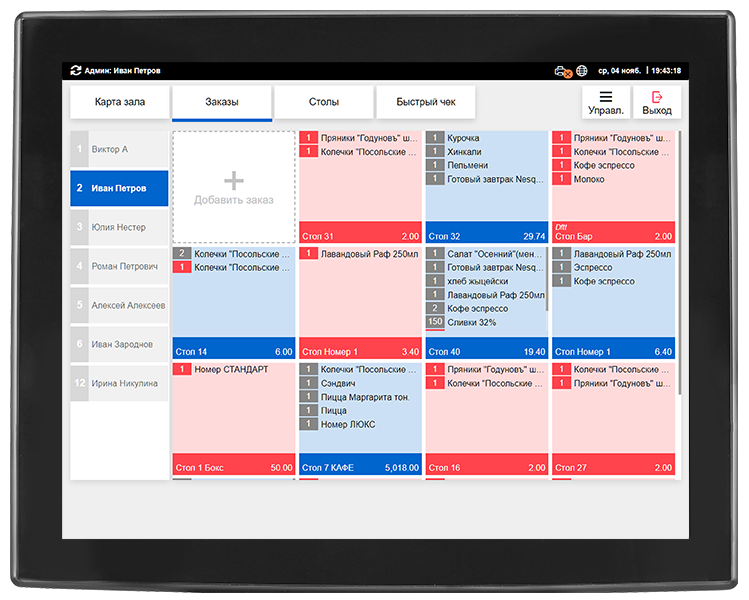 Админ: Иван Петров
ср, 04 нояб. | 19:43:18
Карта зала
Заказы
Столы
Быстрый чек
Управл.
Выход
1 Виктор А
2 Иван Петров
3 Юлия Нестер
4 Роман Петрович
5 Алексей Алексеев
6 Иван Зароднов
12 Ирина Никулина
+
Добавить заказ
1 Пряники "Годуновъ" ш...
1 Колечки "Посольские ...
Стол 31 2.00
1 Курочка
1 Хинкали
1 Пельмени
1 Готовый завтрак Nesq...
Стол 32 29.74
1 Пряники "Годуновъ" ш...
1 Колечки "Посольские ...
1 Кофе эспрессо
1 Молоко
Стол Бар 2.00
2 Колечки "Посольские ...
1 Колечки "Посольские ...
Стол 14 6.00
1 Лавандовый Раф 250мл
Стол Номер 1 3.40
1 Салат "Осенний"(мен...
1 Готовый завтрак Nesq...
1 хлеб жыцейски
1 Лавандовый Раф 250мл
2 Кофе эспрессо
150 Сливки 32%
Стол 40 19.40
1 Лавандовый Раф 250мл
1 Эспрессо
1 Кофе эспрессо
Стол Номер 1 6.40
1 Номер СТАНДАРТ
Стол 1 Бокс 50.00
1 Колечки "Посольские ...
1 Сэндвич
1 Пицца Маргарита тон.
1 Пицца
1 Номер ЛЮКС
Стол 7 КАФЕ 5,018.00
1 Пряники "Годуновъ" ш...
1 Колечки "Посольские ...
Стол 16 2.00
1 Колечки "Посольские ...
1 Пряники "Годуновъ" ш...
Стол 27 2.00